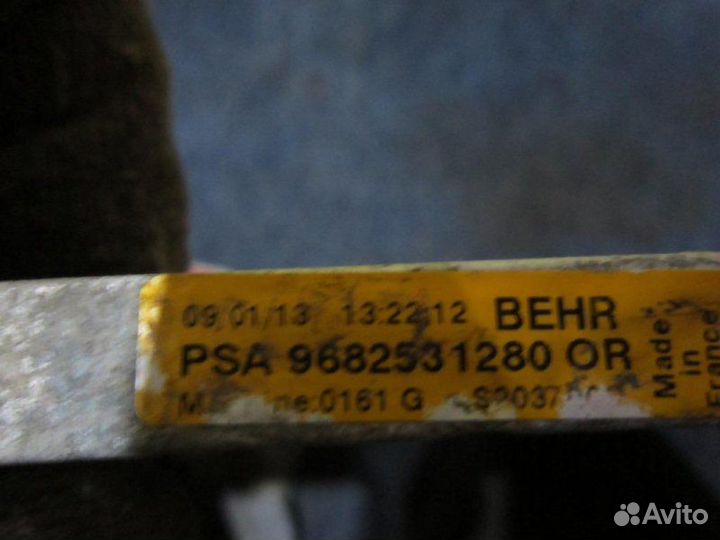 09/01/13 13:22:12 BEHR
PSA 9682531280 OR
0161 G
Made
in
France
Avito